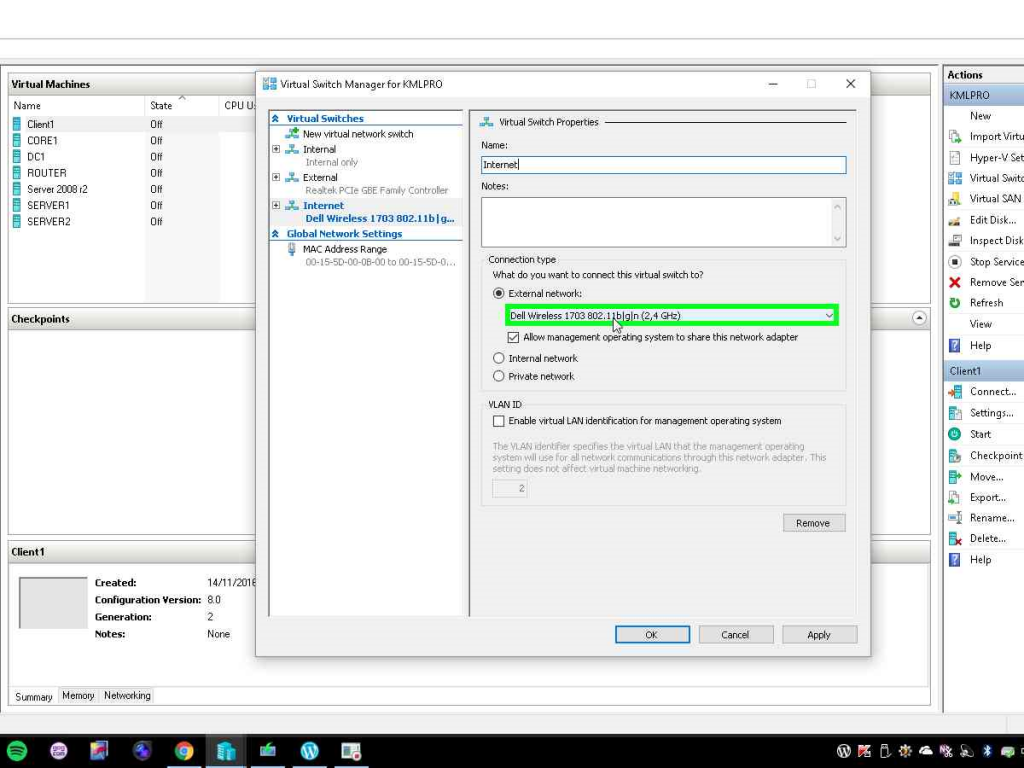 Virtual Machines
Name State CPU U
Client1 Off
CORE1 Off
DC1 Off
ROUTER Off
Server 2008 r2 Off
SERVER1 Off
SERVER2 Off
Checkpoints
Client1
Created: 14/11/2016
Configuration Version: 8.0
Generation: 2
Notes: None
Summary Memory Networking
Virtual Switch Manager for KMLPRO
Virtual Switches
New virtual network switch
Internal
Internal only
External
Realtek PCIe GBE Family Controller
Internet
Dell Wireless 1703 802.11b|g...
Global Network Settings
MAC Address Range
00-15-5D-00-0B-00 to 00-15-5D-0...
Virtual Switch Properties
Name:
Internet
Notes:
Connection type
What do you want to connect this virtual switch to?
External network:
Dell Wireless 1703 802.11b|g|n (2,4 GHz)
Allow management operating system to share this network adapter
Internal network
Private network
VLAN ID
Enable virtual LAN identification for management operating system
The VLAN identifier specifies the virtual LAN that the management operating
system will use for all network communications through this network adapter. This
setting does not affect virtual machine networking.
2
Remove
OK Cancel Apply
Actions
KMLPRO
New
Import Virtu
Hyper-V Set
Virtual Switc
Virtual SAN
Edit Disk...
Inspect Disk
Stop Service
Remove Ser
Refresh
View
Help
Client1
Connect...
Settings...
Start
Checkpoint
Move...
Export...
Rename...
Delete...
Help